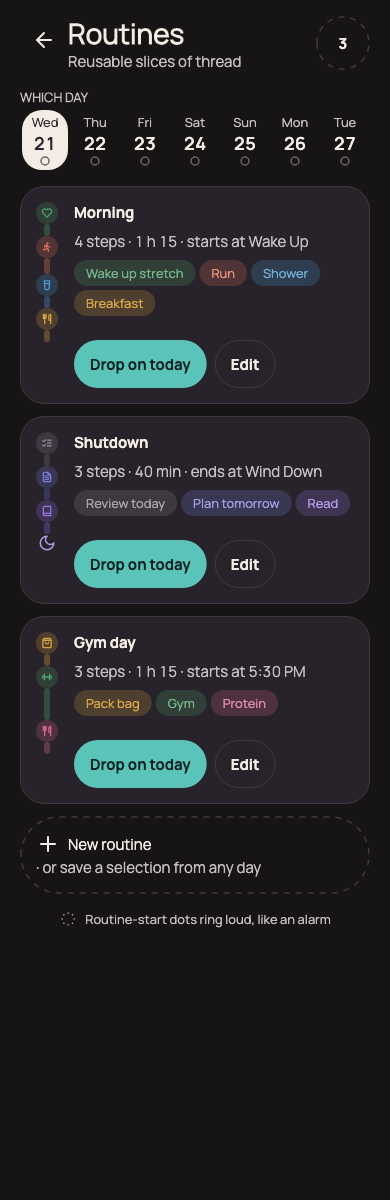 Routines
Reusable slices of thread
3
WHICH DAY
Wed Thu Fri Sat Sun Mon Tue
21 22 23 24 25 26 27
Morning
4 steps · 1 h 15 · starts at Wake Up
Wake up stretch Run Shower
Breakfast
Drop on today Edit
Shutdown
3 steps · 40 min · ends at Wind Down
Review today Plan tomorrow Read
Drop on today Edit
Gym day
3 steps · 1 h 15 · starts at 5:30 PM
Pack bag Gym Protein
Drop on today Edit
New routine
· or save a selection from any day
Routine-start dots ring loud, like an alarm